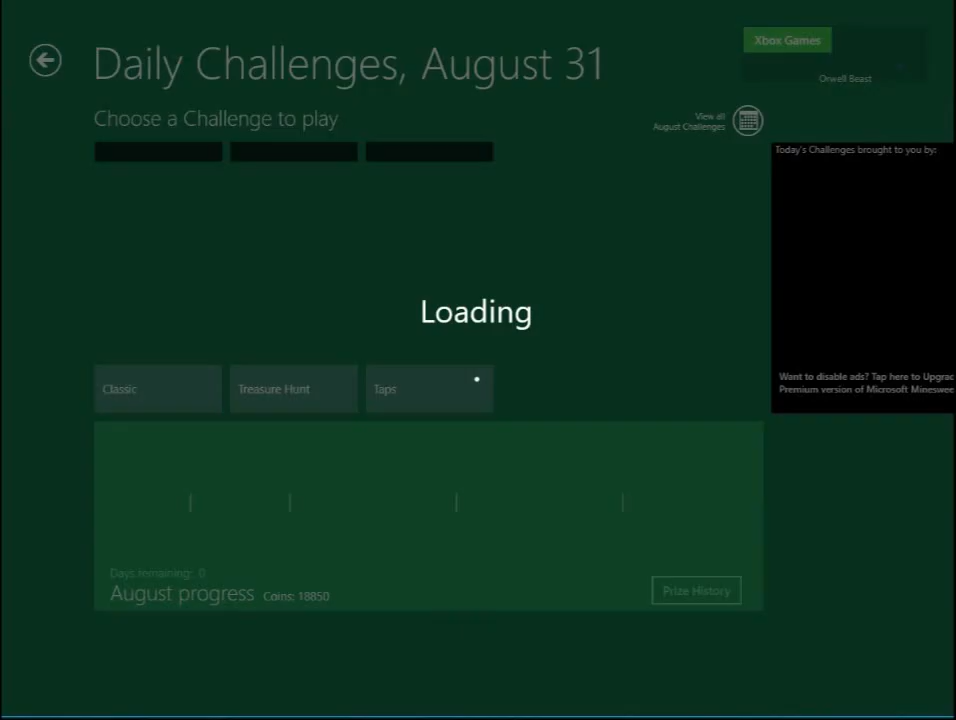 Daily Challenges, August 31
Xbox Games
Orwell Beast
Choose a Challenge to play
View all
August Challenges
Today's Challenges brought to you by:
Loading
Want to disable ads? Tap here to Upgrac
Premium version of Microsoft Mineswee
Classic
Treasure Hunt
Taps
Days remaining: 0
August progress Coins: 18850
Prize History